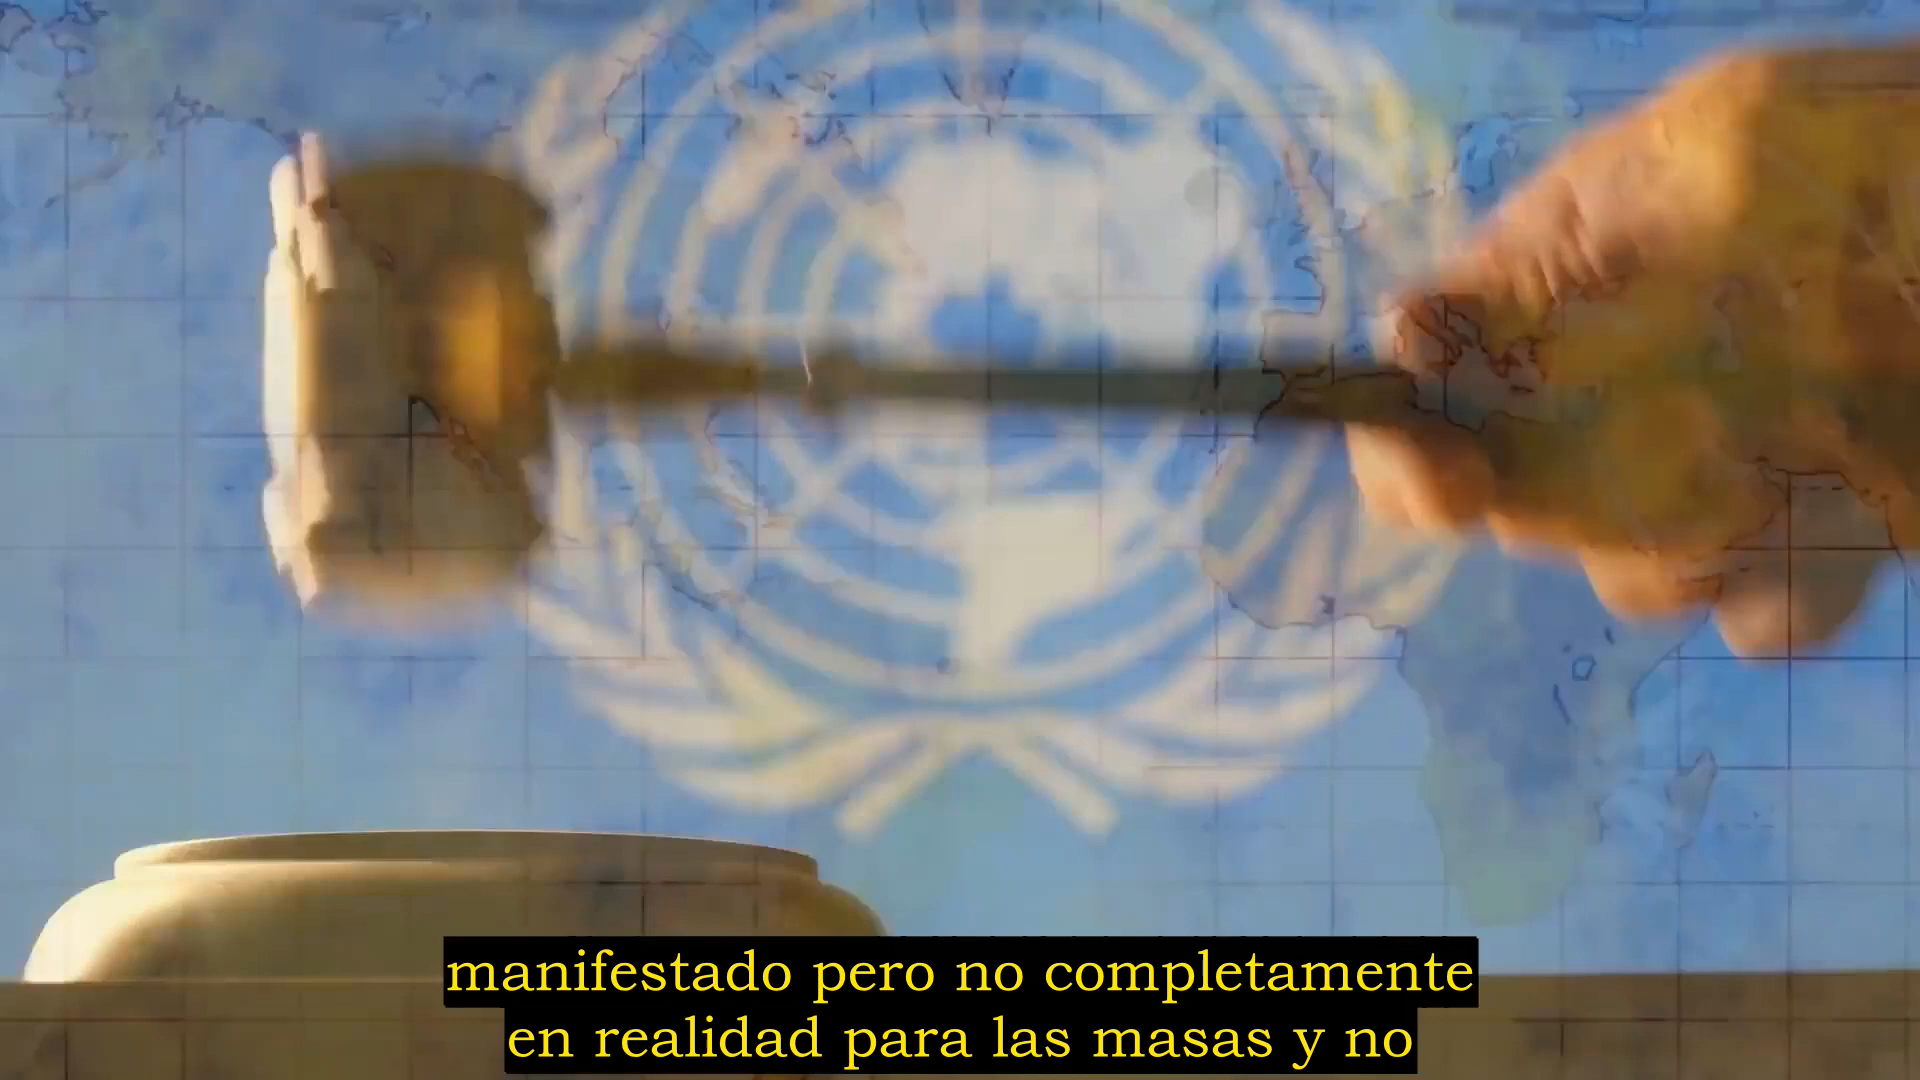 manifestado pero no completamente
en realidad para las masas y no